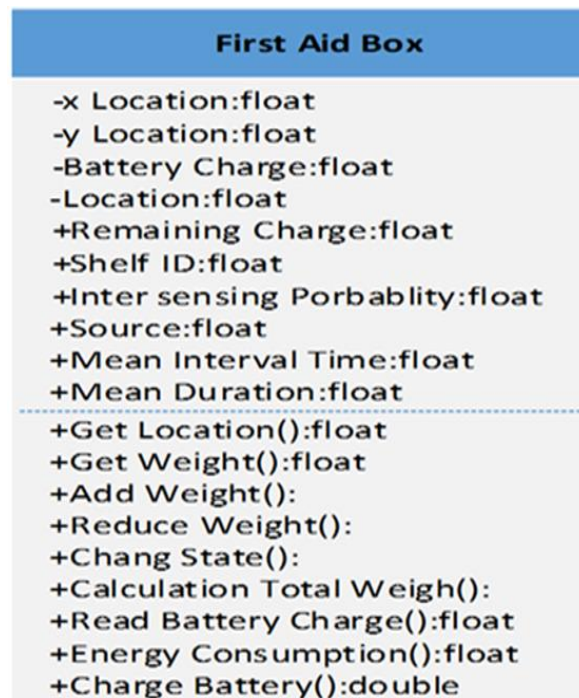 First Aid Box
-x Location:float
-y Location:float
-Battery Charge:float
-Location:float
+Remaining Charge:float
+Shelf ID:float
+Inter sensing Porbablity:float
+Source:float
+Mean Interval Time:float
+Mean Duration:float
+Get Location():float
+Get Weight():float
+Add Weight():
+Reduce Weight():
+Chang State():
+Calculation Total Weigh():
+Read Battery Charge():float
+Energy Consumption():float
+Charge Battery():double